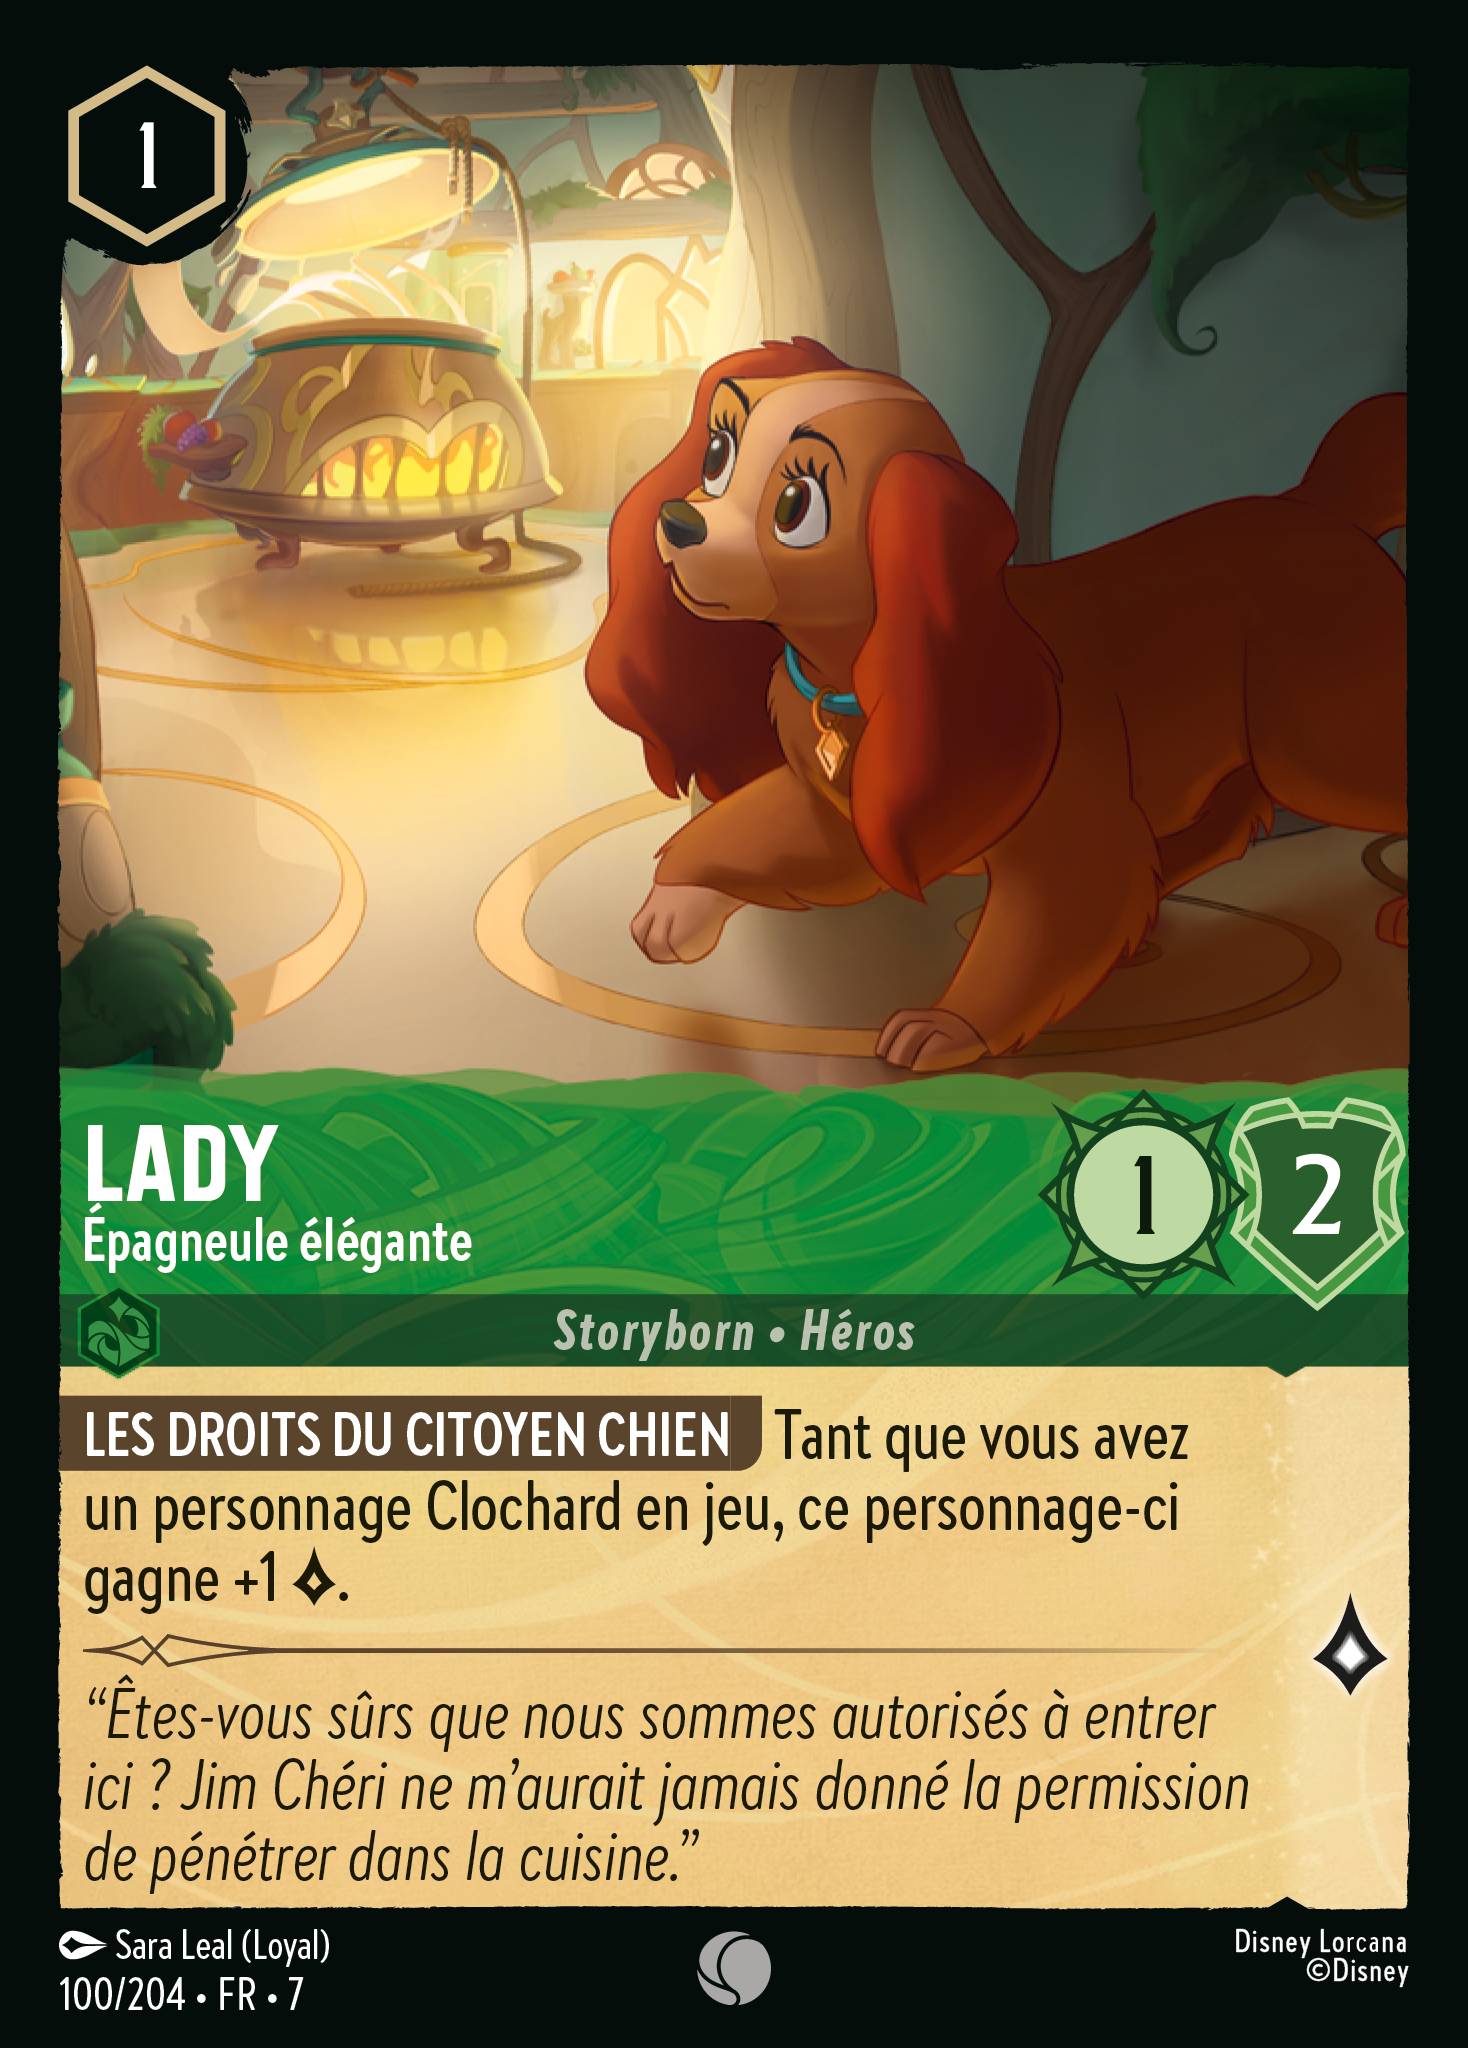 1
LADY
Épagneule élégante
1
2
Storyborn • Héros
LES DROITS DU CITOYEN CHIEN Tant que vous avez
un personnage Clochard en jeu, ce personnage-ci
gagne +1 .
“Êtes-vous sûrs que nous sommes autorisés à entrer
ici ? Jim Chéri ne m’aurait jamais donné la permission
de pénétrer dans la cuisine.”
Sara Leal (Loyal)
100/204 • FR • 7
Disney Lorcana
©Disney